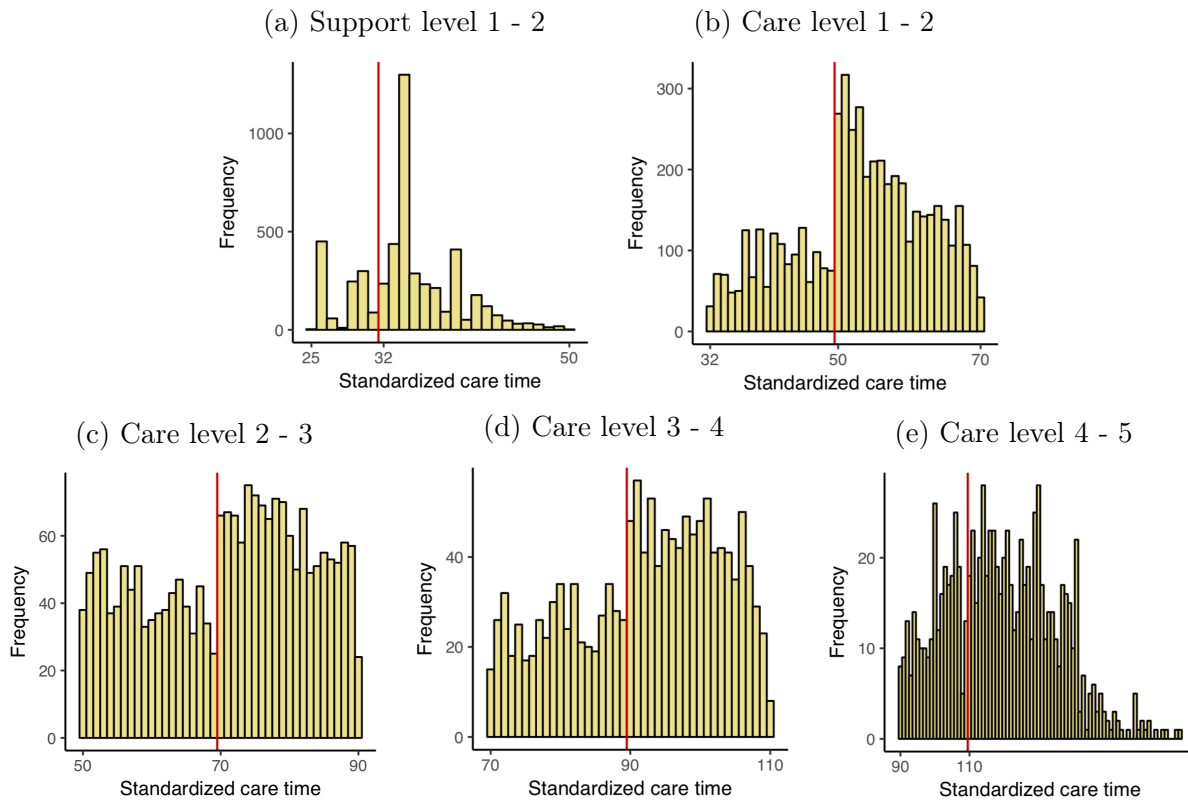 (a) Support level 1 - 2
1000
500
0
Frequency
25 32 50
Standardized care time
(b) Care level 1 - 2
300
200
100
0
Frequency
32 50 70
Standardized care time
(c) Care level 2 - 3
60
40
20
0
Frequency
50 70 90
Standardized care time
(d) Care level 3 - 4
40
20
0
Frequency
70 90 110
Standardized care time
(e) Care level 4 - 5
20
10
0
Frequency
90 110
Standardized care time